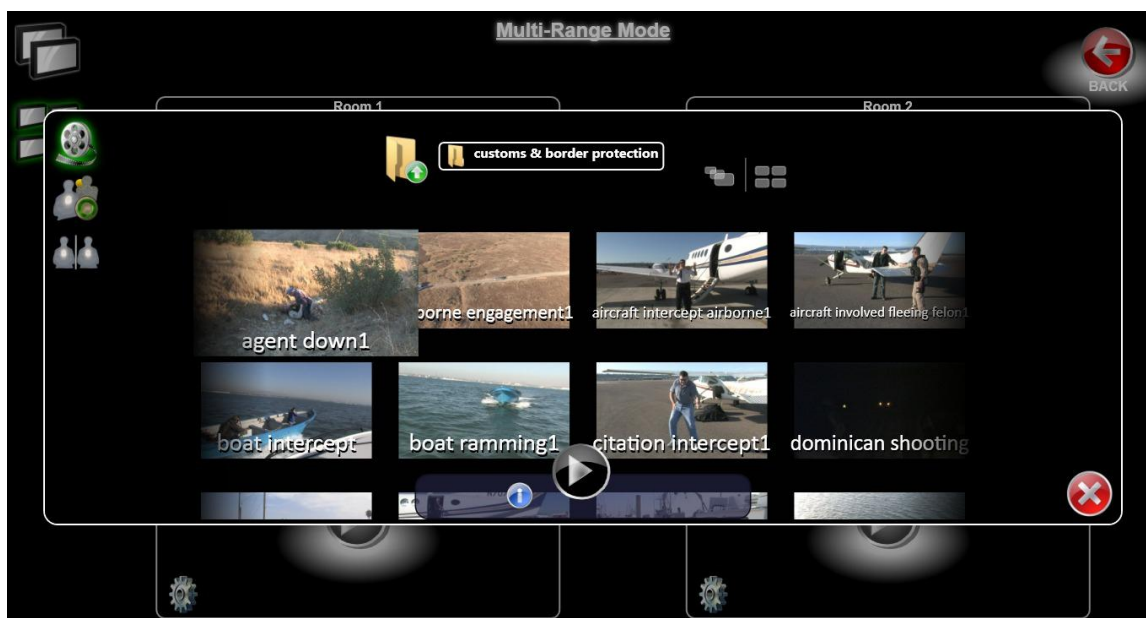 Multi-Range Mode
BACK
Room 1
Room 2
customs & border protection
agent down1
borne engagement1
aircraft intercept airborne1
aircraft involved fleeing felon1
boat intercept
boat ramming1
citation intercept1
dominican shooting